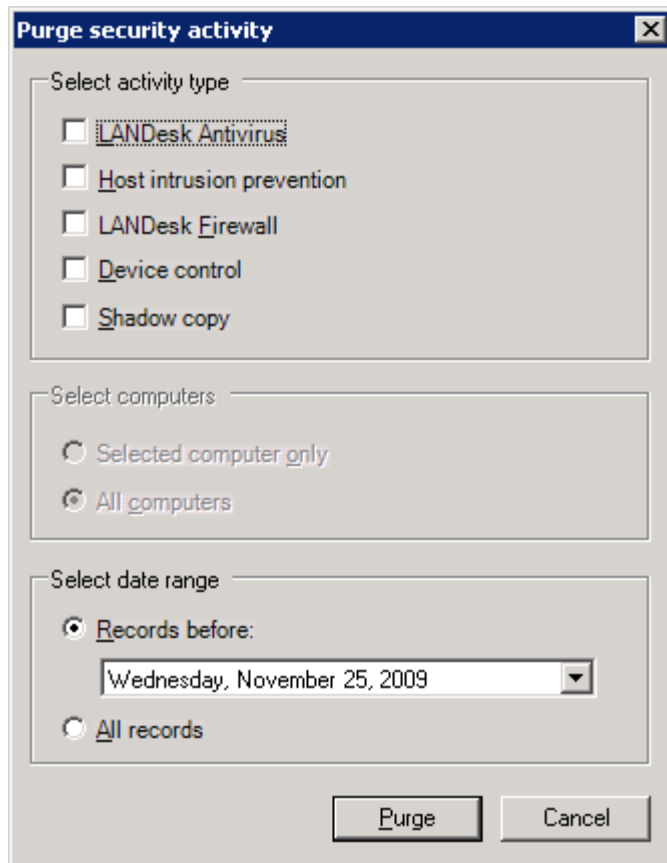 Purge security activity
Select activity type
LANDesk Antivirus
Host intrusion prevention
LANDesk Firewall
Device control
Shadow copy
Select computers
Selected computer only
All computers
Select date range
Records before:
Wednesday, November 25, 2009
All records
Purge Cancel